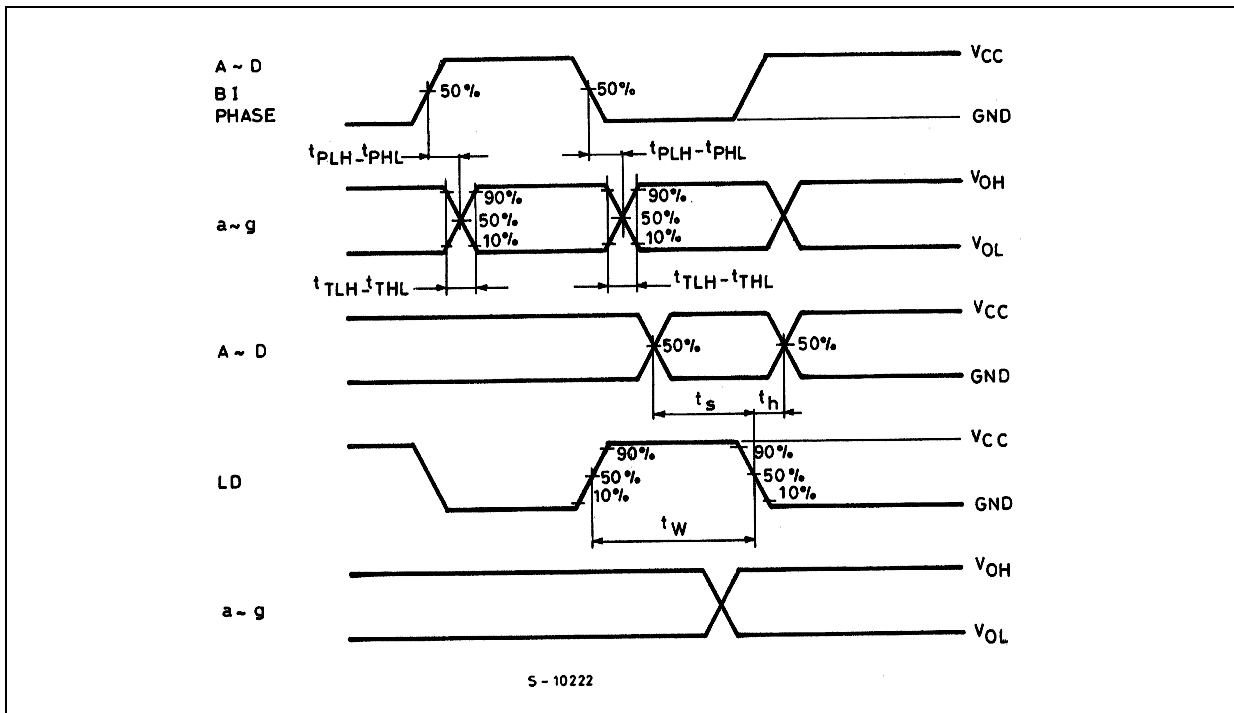 A ~ D
BI
PHASE
50%
50%
VCC
GND
tPLH-tPHL
tPLH-tPHL
a~g
90%
50%
10%
90%
50%
10%
VOH
VOL
tTLH-tTHL
tTLH-tTHL
A ~ D
50%
50%
VCC
GND
ts
th
LD
90%
50%
10%
90%
50%
10%
VCC
GND
tW
a~g
VOH
VOL
S-10222